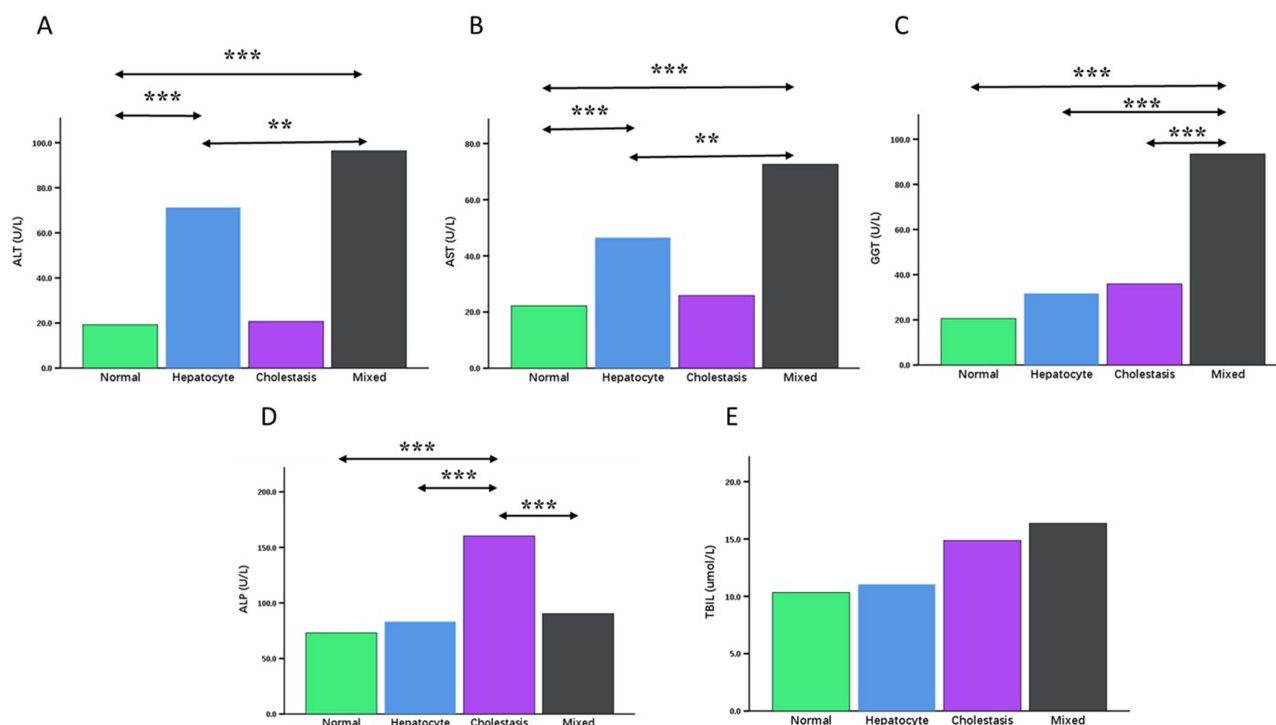 A
***
***
**
100.0
80.0
60.0
40.0
20.0
0.0
ALT (U/L)
Normal Hepatocyte Cholestasis Mixed
B
***
***
**
80.0
60.0
40.0
20.0
0.0
AST (U/L)
Normal Hepatocyte Cholestasis Mixed
C
***
***
***
100.0
80.0
60.0
40.0
20.0
0.0
GGT (U/L)
Normal Hepatocyte Cholestasis Mixed
D
***
***
***
200.0
150.0
100.0
50.0
0.0
ALP (U/L)
Normal Hepatocyte Cholestasis Mixed
E
20.0
15.0
10.0
5.0
0.0
TBIL (umol/L)
Normal Hepatocyte Cholestasis Mixed